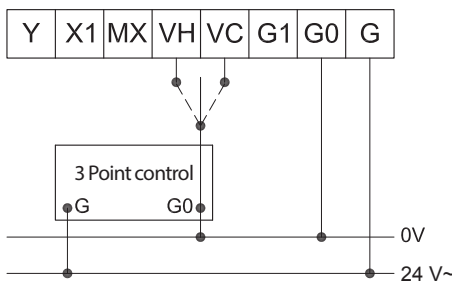 Y X1 MX VH VC G1 G0 G
3 Point control
G G0
0V
24 V~